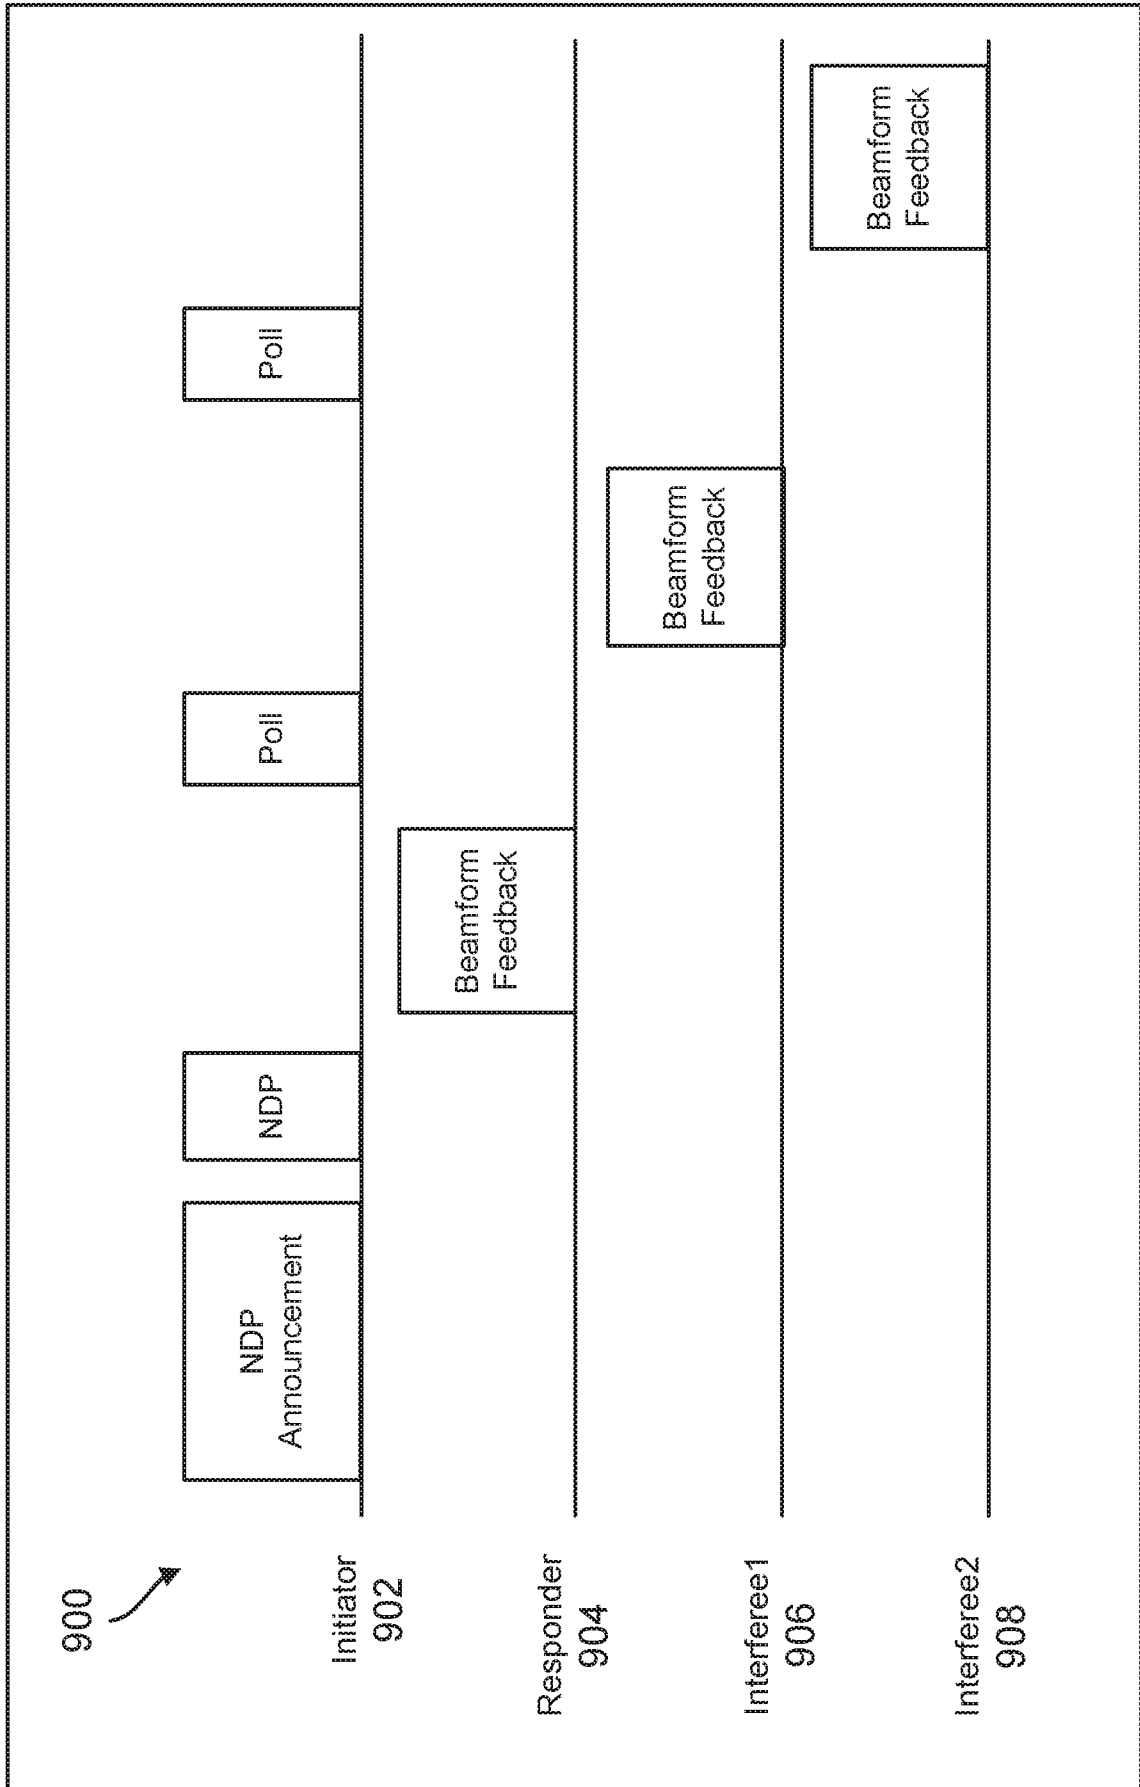 900
NDP
Announcement
NDP
Poll
Poll
Initiator
902
Beamform
Feedback
Responder
904
Beamform
Feedback
Interferee1
906
Beamform
Feedback
Interferee2
908